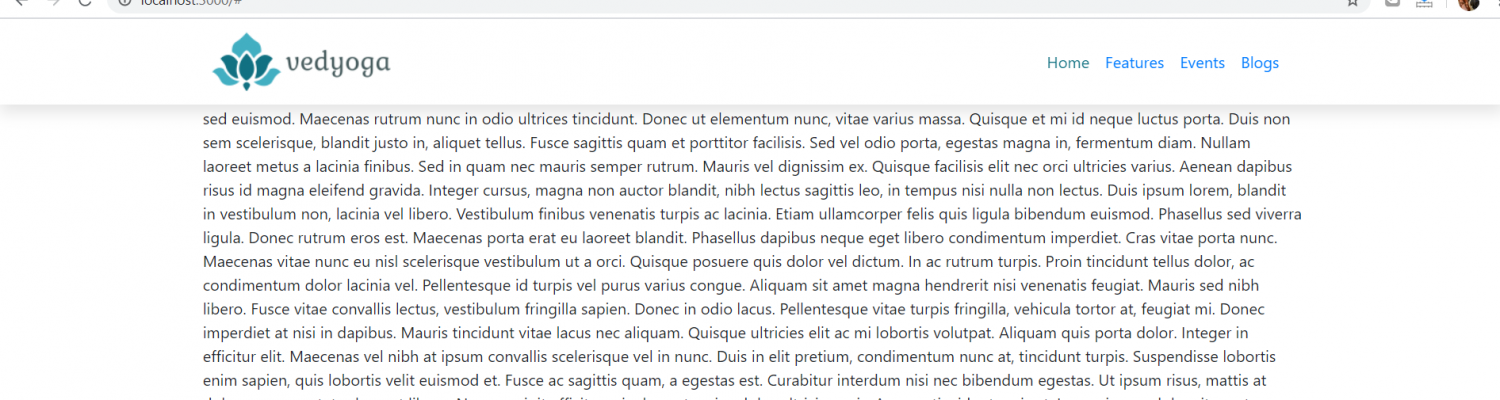 localhost:3000/#
vedyoga
Home Features Events Blogs
sed euismod. Maecenas rutrum nunc in odio ultrices tincidunt. Donec ut elementum nunc, vitae varius massa. Quisque et mi id neque luctus porta. Duis non
sem scelerisque, blandit justo in, aliquet tellus. Fusce sagittis quam et porttitor facilisis. Sed vel odio porta, egestas magna in, fermentum diam. Nullam
laoreet metus a lacinia finibus. Sed in quam nec mauris semper rutrum. Mauris vel dignissim ex. Quisque facilisis elit nec orci ultricies varius. Aenean dapibus
risus id magna eleifend gravida. Integer cursus, magna non auctor blandit, nibh lectus sagittis leo, in tempus nisi nulla non lectus. Duis ipsum lorem, blandit
in vestibulum non, lacinia vel libero. Vestibulum finibus venenatis turpis ac lacinia. Etiam ullamcorper felis quis ligula bibendum euismod. Phasellus sed viverra
ligula. Donec rutrum eros est. Maecenas porta erat eu laoreet blandit. Phasellus dapibus neque eget libero condimentum imperdiet. Cras vitae porta nunc.
Maecenas vitae nunc eu nisl scelerisque vestibulum ut a orci. Quisque posuere quis dolor vel dictum. In ac rutrum turpis. Proin tincidunt tellus dolor, ac
condimentum dolor lacinia vel. Pellentesque id turpis vel purus varius congue. Aliquam sit amet magna hendrerit nisi venenatis feugiat. Mauris sed nibh
libero. Fusce vitae convallis lectus, vestibulum fringilla sapien. Donec in odio lacus. Pellentesque vitae turpis fringilla, vehicula tortor at, feugiat mi. Donec
imperdiet at nisi in dapibus. Mauris tincidunt vitae lacus nec aliquam. Quisque ultricies elit ac mi lobortis volutpat. Aliquam quis porta dolor. Integer in
efficitur elit. Maecenas vel nibh at ipsum convallis scelerisque vel in nunc. Duis in elit pretium, condimentum nunc at, tincidunt turpis. Suspendisse lobortis
enim sapien, quis lobortis velit euismod et. Fusce ac sagittis quam, a egestas est. Curabitur interdum nisi nec bibendum egestas. Ut ipsum risus, mattis at